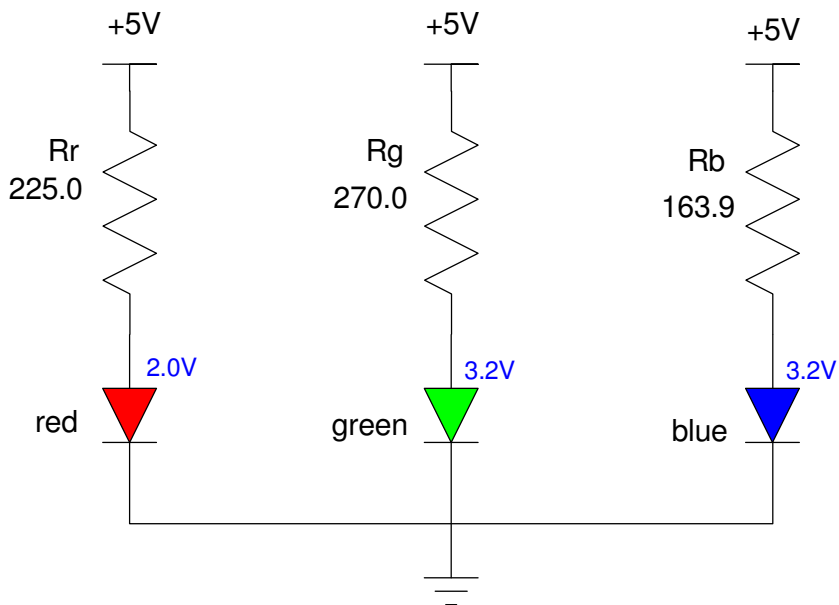 +5V
+5V
+5V
Rr
225.0
Rg
270.0
Rb
163.9
2.0V
3.2V
3.2V
red
green
blue